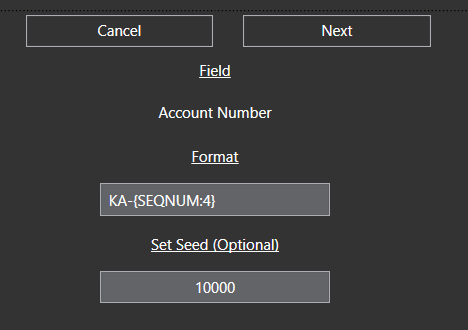 Cancel
Next
Field
Account Number
Format
KA-{SEQNUM:4}
Set Seed (Optional)
10000